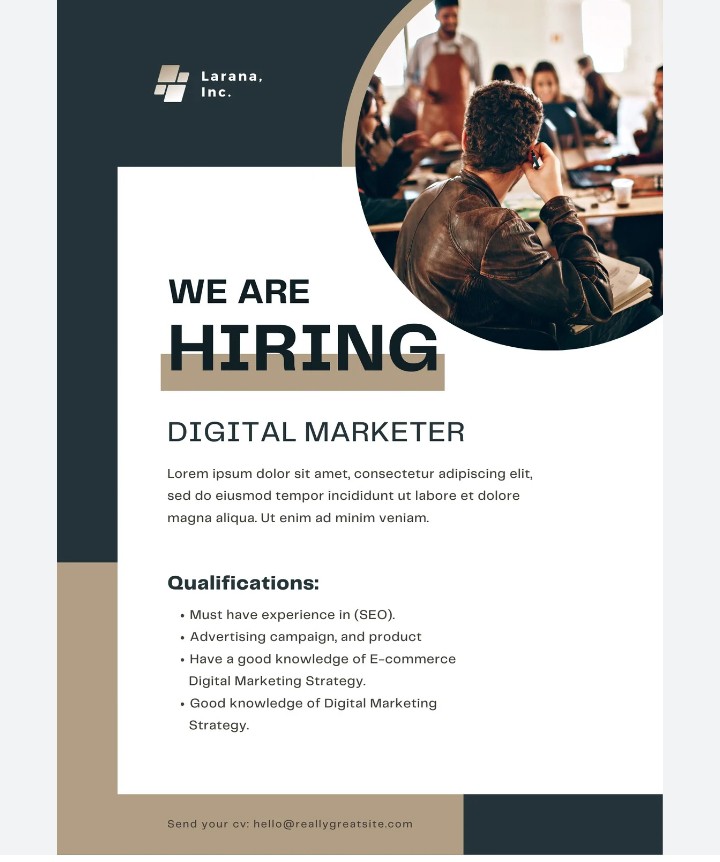 Larana,
Inc.
WE ARE
HIRING
DIGITAL MARKETER
Lorem ipsum dolor sit amet, consectetur adipiscing elit,
sed do eiusmod tempor incididunt ut labore et dolore
magna aliqua. Ut enim ad minim veniam.
Qualifications:
• Must have experience in (SEO).
• Advertising campaign, and product
• Have a good knowledge of E-commerce
Digital Marketing Strategy.
• Good knowledge of Digital Marketing
Strategy.
Send your cv: hello@reallygreatsite.com